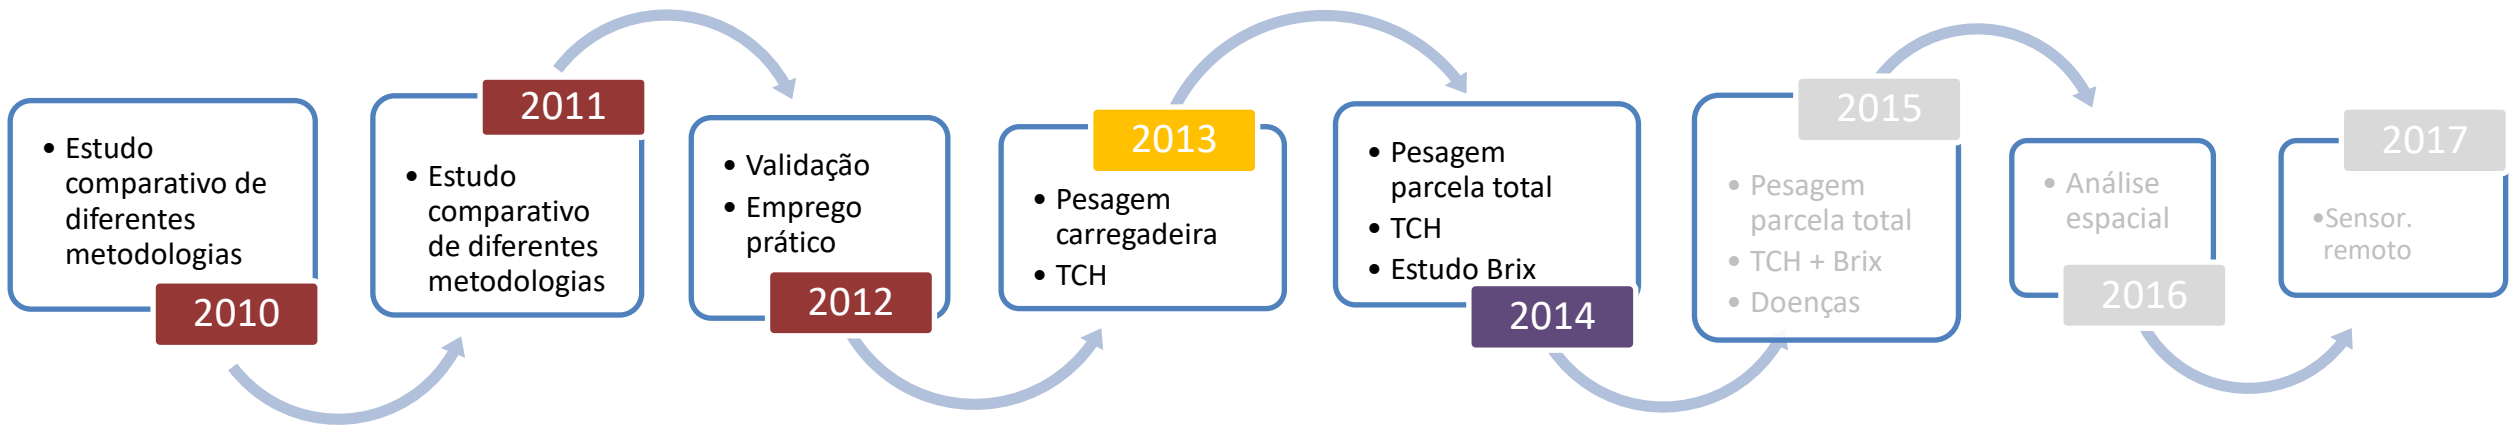 • Estudo
comparativo de
diferentes
metodologias
2010
2011
• Estudo
comparativo
de diferentes
metodologias
• Validação
• Emprego
prático
2012
2013
• Pesagem
carregadeira
• TCH
• Pesagem
parcela total
• TCH
• Estudo Brix
2014
2015
• Pesagem
parcela total
• TCH + Brix
• Doenças
• Análise
espacial
2016
2017
•Sensor.
remoto